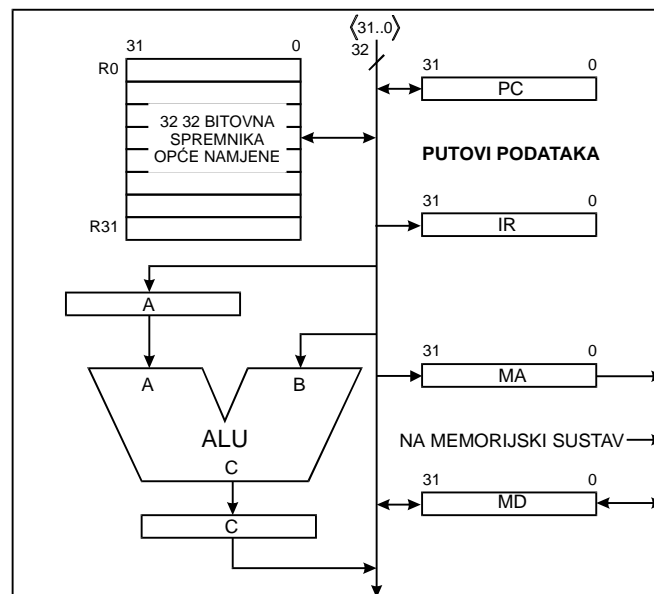 ⟨31..0⟩
32
31 0
R0
32 32 BITOVNA
SPREMNIKA
OPĆE NAMJENE
R31
31 0
PC
PUTOVI PODATAKA
31 0
IR
A
A B
ALU
C
C
31 0
MA
NA MEMORIJSKI SUSTAV
31 0
MD